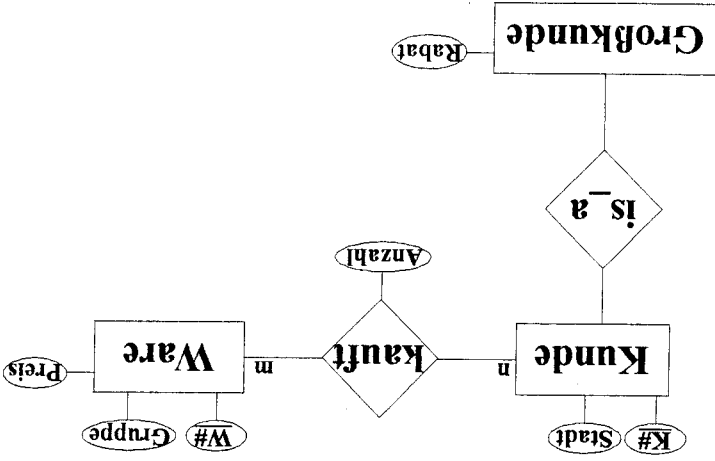 K# Stadt
W# Gruppe
Kunde
n
kauft
m
Ware
Preis
Anzahl
is_a
Großkunde
Rabat